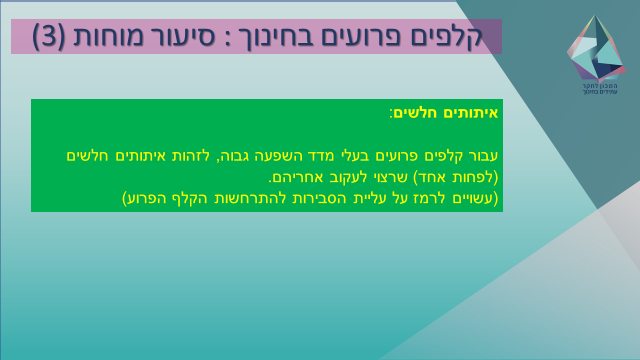 קלפים פרועים בחינוך : סיעור מוחות (3)
המכון לחקר
עתידים בחינוך
איתותים חלשים:
עבור קלפים פרועים בעלי מדד השפעה גבוה, לזהות איתותים חלשים
(לפחות אחד) שרצוי לעקוב אחריהם.
(עשויים לרמז על עליית הסבירות להתרחשות הקלף הפרוע)